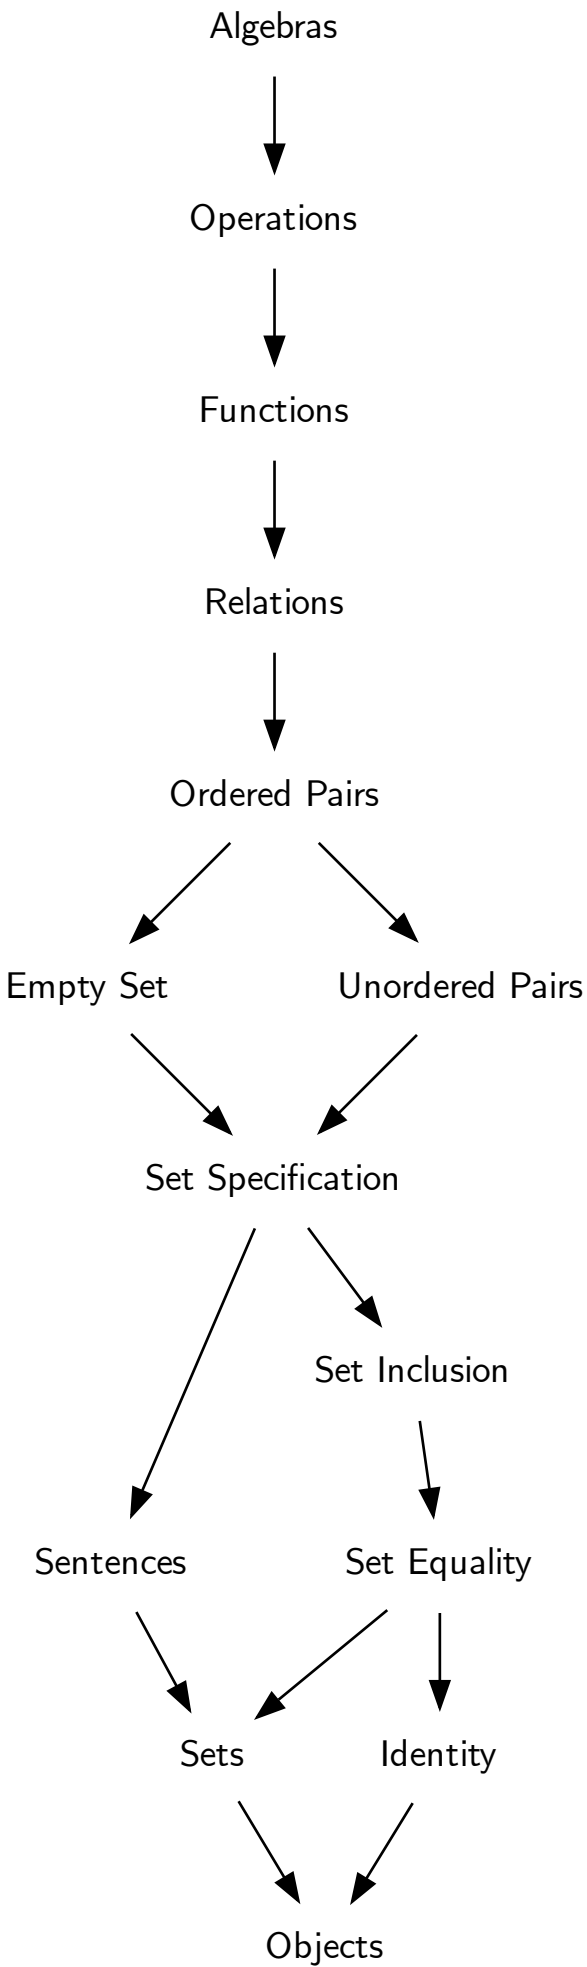 Algebras
Operations
Functions
Relations
Ordered Pairs
Empty Set
Unordered Pairs
Set Specification
Set Inclusion
Sentences
Set Equality
Sets
Identity
Objects